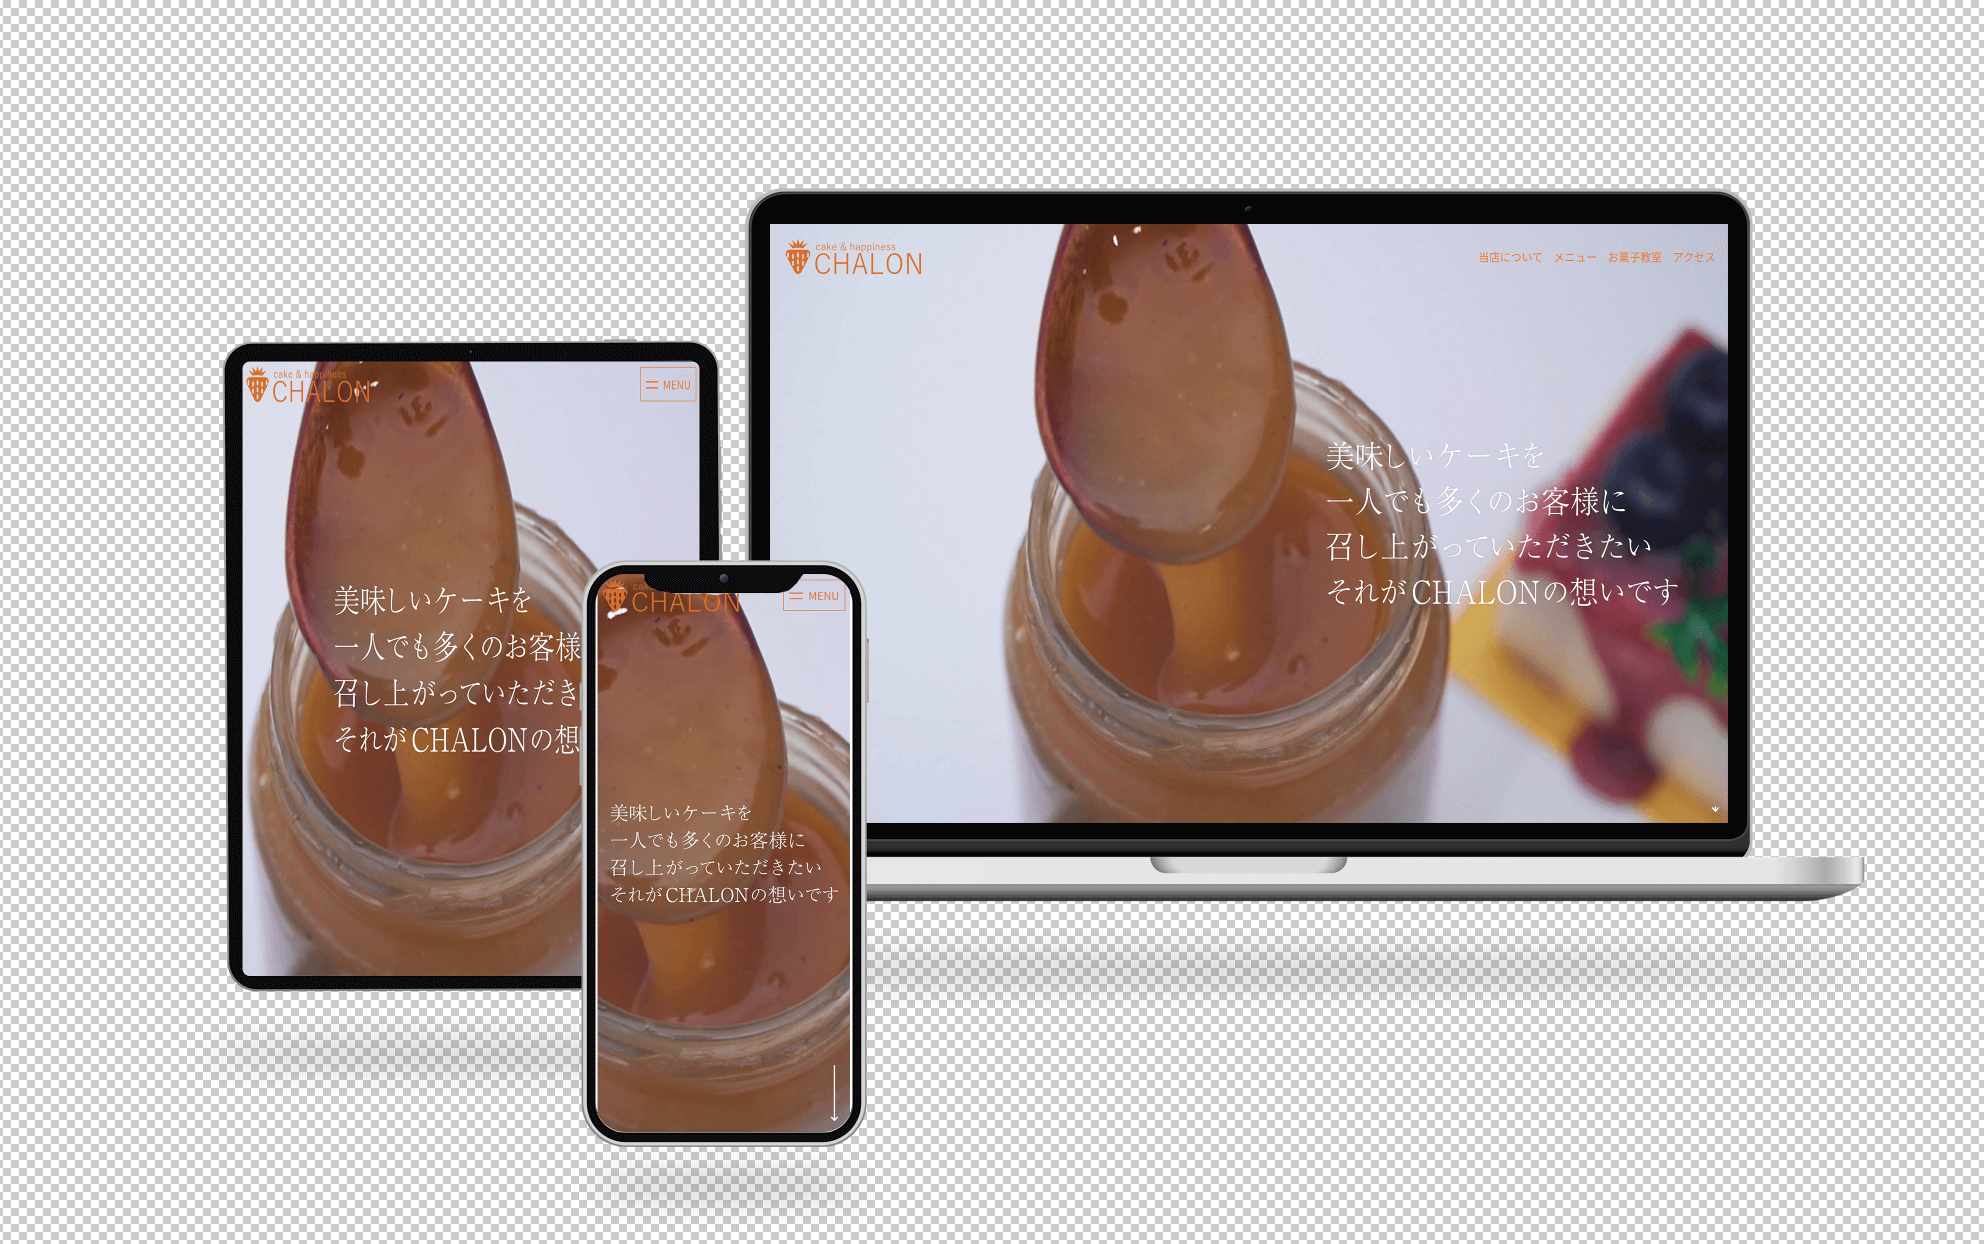 cake & happiness
CHALON
当店について メニュー お菓子教室 アクセス
美味しいケーキを
一人でも多くのお客様に
召し上がっていただきたい
それがCHALONの想いです
cake & happiness
CHALON
MENU
美味しいケーキを
一人でも多くのお客様
召し上がっていただき
それがCHALONの想
CHALON
MENU
美味しいケーキを
一人でも多くのお客様に
召し上がっていただきたい
それがCHALONの想いです